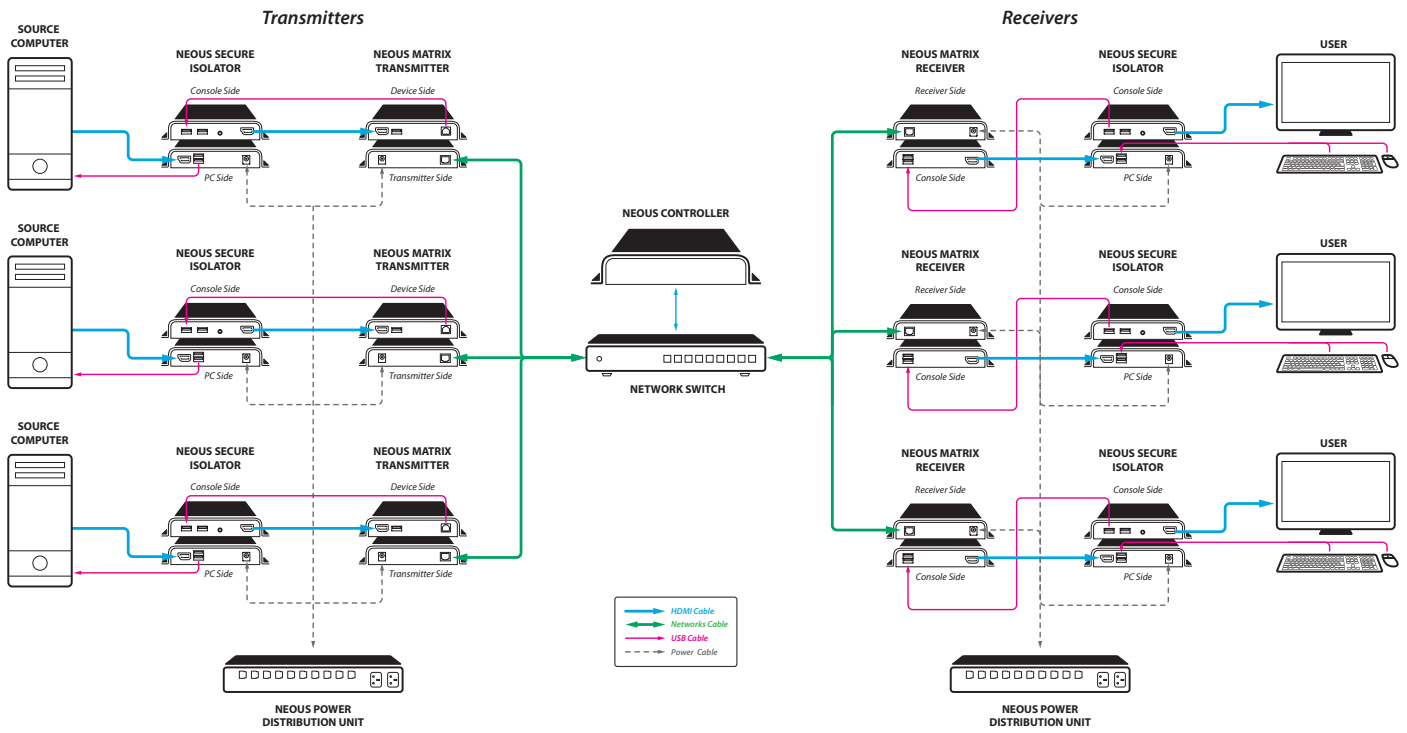 Transmitters
Receivers
SOURCE
COMPUTER
NEOUS SECURE
ISOLATOR
NEOUS MATRIX
TRANSMITTER
NEOUS MATRIX
RECEIVER
NEOUS SECURE
ISOLATOR
USER
Console Side
Device Side
Receiver Side
Console Side
PC Side
Transmitter Side
Console Side
PC Side
NEOUS CONTROLLER
SOURCE
COMPUTER
NEOUS SECURE
ISOLATOR
NEOUS MATRIX
TRANSMITTER
NEOUS MATRIX
RECEIVER
NEOUS SECURE
ISOLATOR
USER
Console Side
Device Side
Receiver Side
Console Side
PC Side
Transmitter Side
Console Side
PC Side
NETWORK SWITCH
SOURCE
COMPUTER
NEOUS SECURE
ISOLATOR
NEOUS MATRIX
TRANSMITTER
NEOUS MATRIX
RECEIVER
NEOUS SECURE
ISOLATOR
USER
Console Side
Device Side
Receiver Side
Console Side
PC Side
Transmitter Side
Console Side
PC Side
HDMI Cable
Networks Cable
USB Cable
Power Cable
NEOUS POWER
DISTRIBUTION UNIT
NEOUS POWER
DISTRIBUTION UNIT